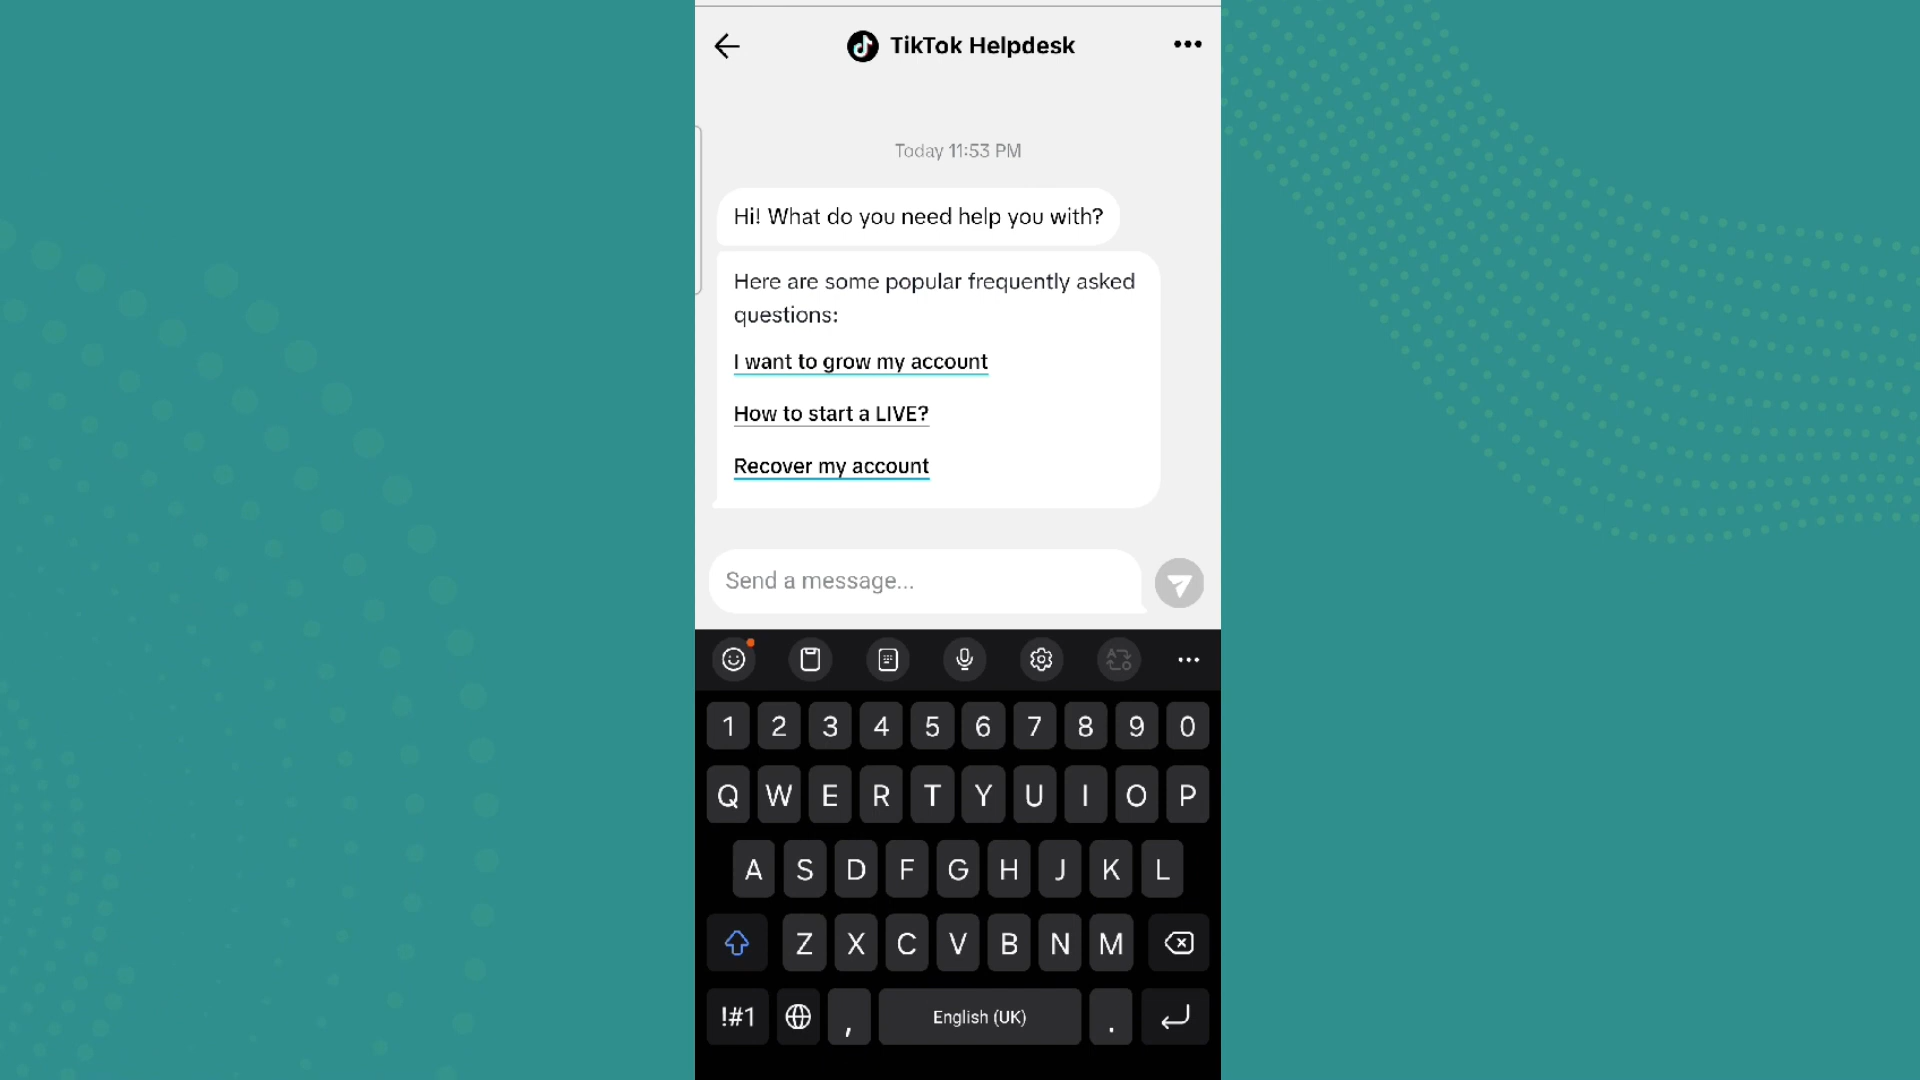 TikTok Helpdesk
Today 11:53 PM
Hi! What do you need help you with?
Here are some popular frequently asked
questions:
I want to grow my account
How to start a LIVE?
Recover my account
Send a message...
1 2 3 4 5 6 7 8 9 0
Q W E R T Y U I O P
A S D F G H J K L
Z X C V B N M
!#1 , English (UK) .